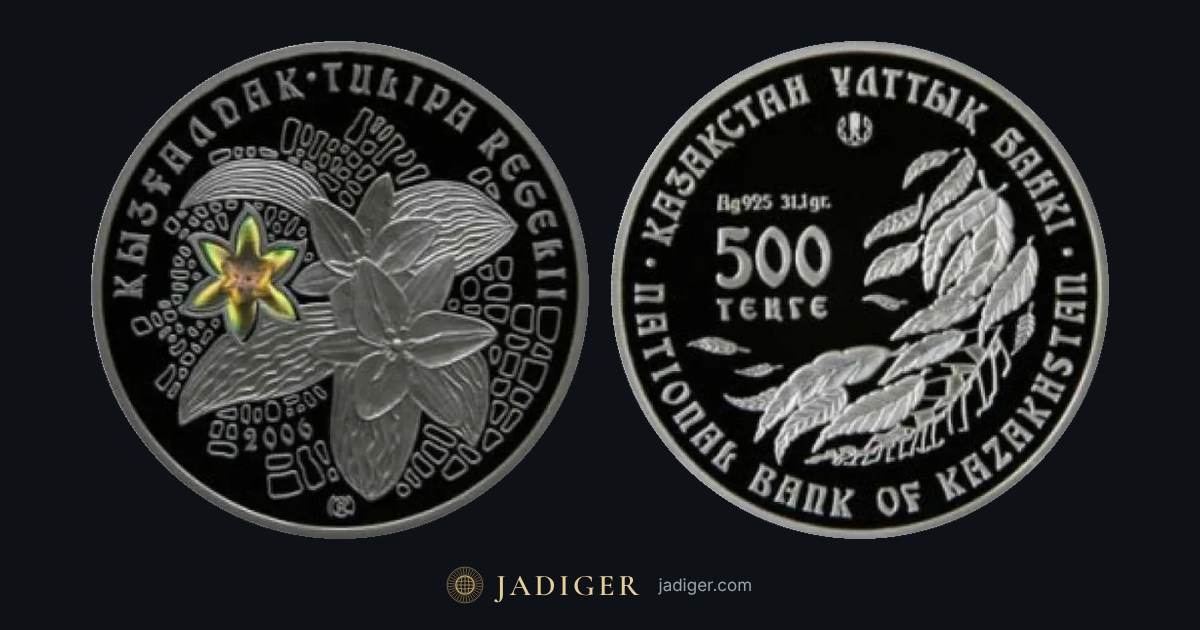 ҚЫЗҒАЛДАҚ · TULIPA REGELII
2006
ҚАЗАҚСТАН ҰЛТТЫҚ БАНКІ
Ag925 31.1gr.
500
ТЕҢГЕ
NATIONAL BANK OF KAZAKHSTAN
JADIGER jadiger.com